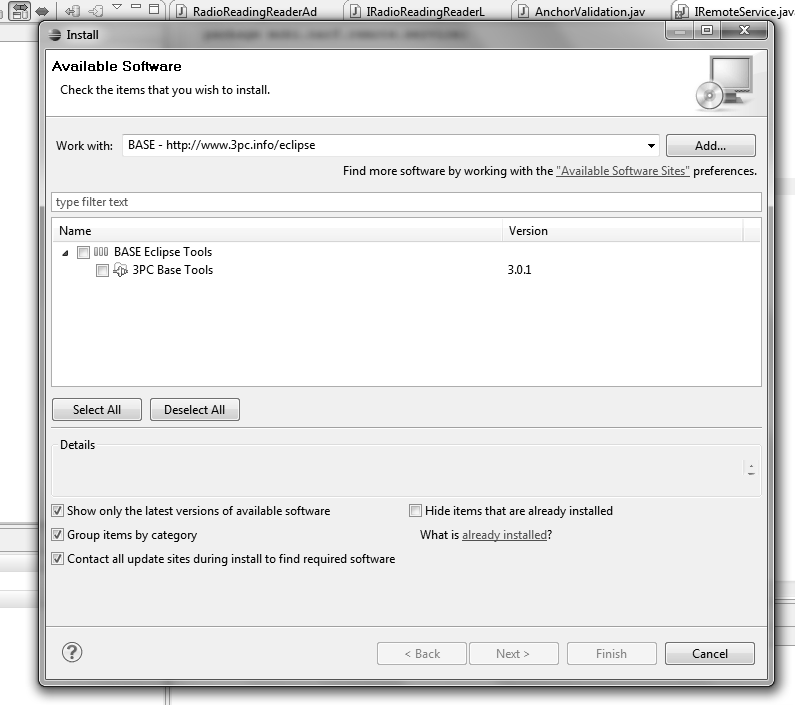 RadioReadingReaderAd IRadioReadingReaderL AnchorValidation.jav IRemoteService.java
Install
Available Software
Check the items that you wish to install.
Work with: BASE - http://www.3pc.info/eclipse Add...
Find more software by working with the "Available Software Sites" preferences.
type filter text
Name Version
BASE Eclipse Tools
3PC Base Tools 3.0.1
Select All Deselect All
Details
Show only the latest versions of available software Hide items that are already installed
Group items by category What is already installed?
Contact all update sites during install to find required software
? < Back Next > Finish Cancel